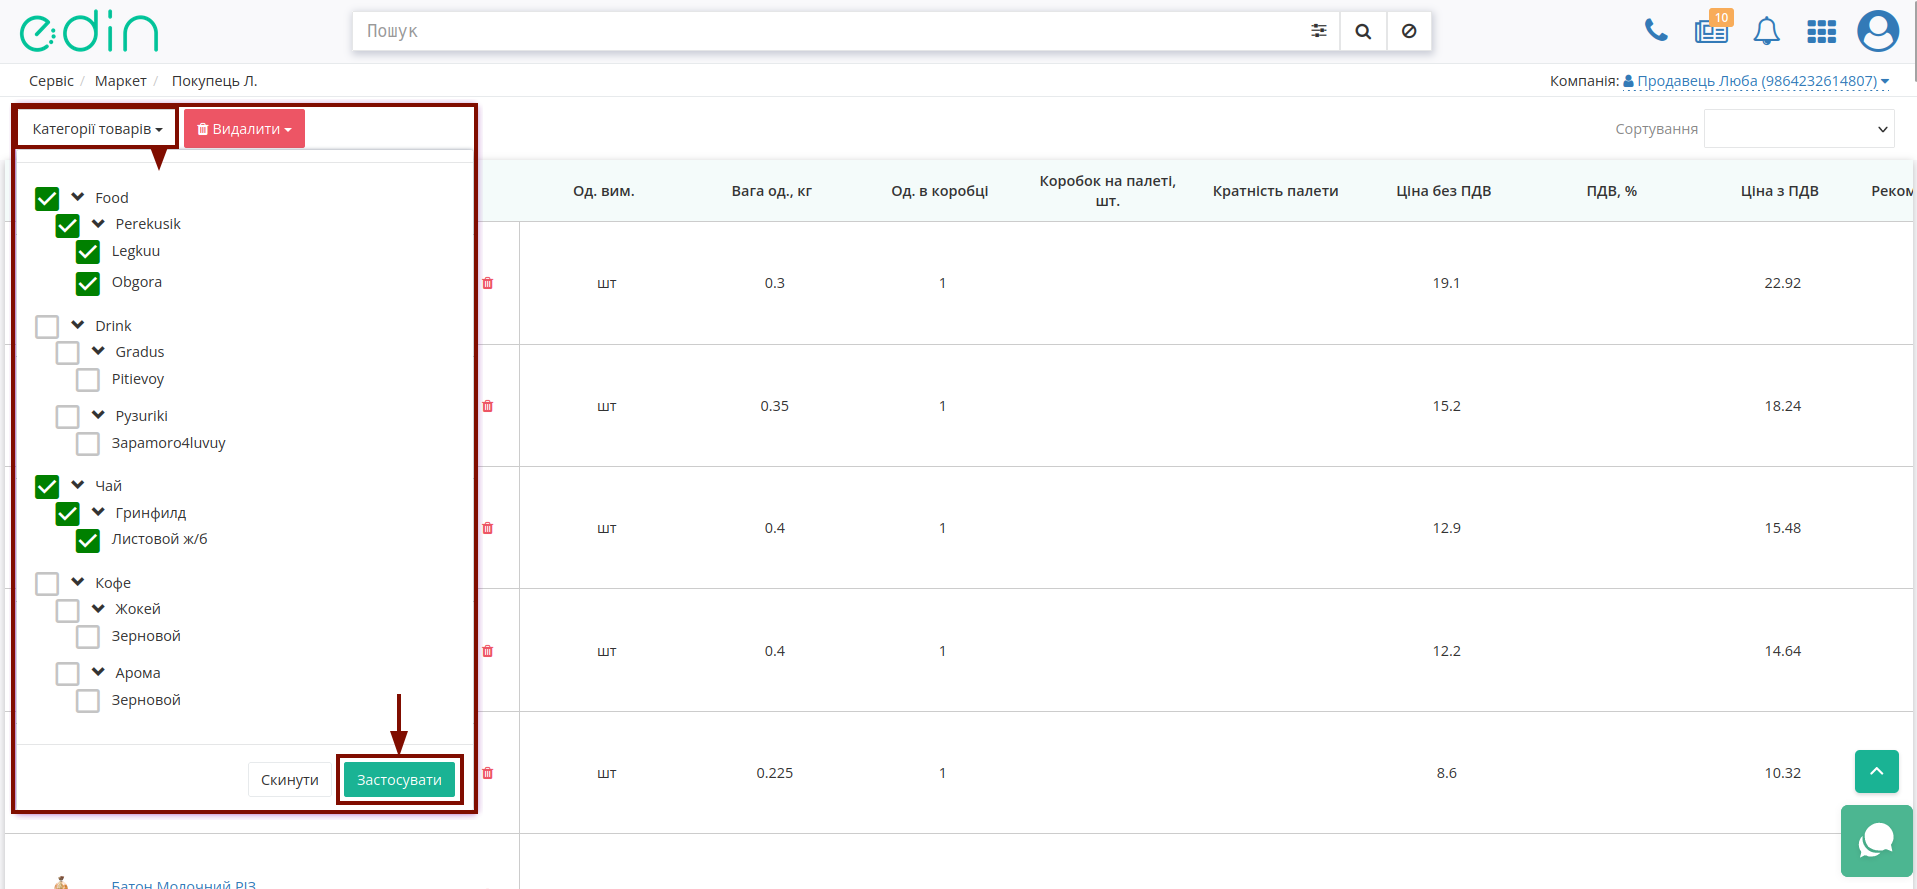 edin
Пошук
10
Сервіс / Маркет / Покупець Л.
Компанія: Продавець Люба (9864232614807)
Категорії товарів
Видалити
Сортування
Од. вим.
Вага од., кг
Од. в коробці
Коробок на палеті,
шт.
Кратність палети
Ціна без ПДВ
ПДВ, %
Ціна з ПДВ
Реком
Food
Perekusik
Legkuu
Obgora
Drink
Gradus
Pitievoy
Pyзuriki
Зapamoro4luvuy
Чай
Гринфилд
Листовой ж/б
Кофе
Жокей
Зерновой
Арома
Зерновой
Скинути
Застосувати
шт 0.3 1 19.1 22.92
шт 0.35 1 15.2 18.24
шт 0.4 1 12.9 15.48
шт 0.4 1 12.2 14.64
шт 0.225 1 8.6 10.32
Батон Молочний РІЗ